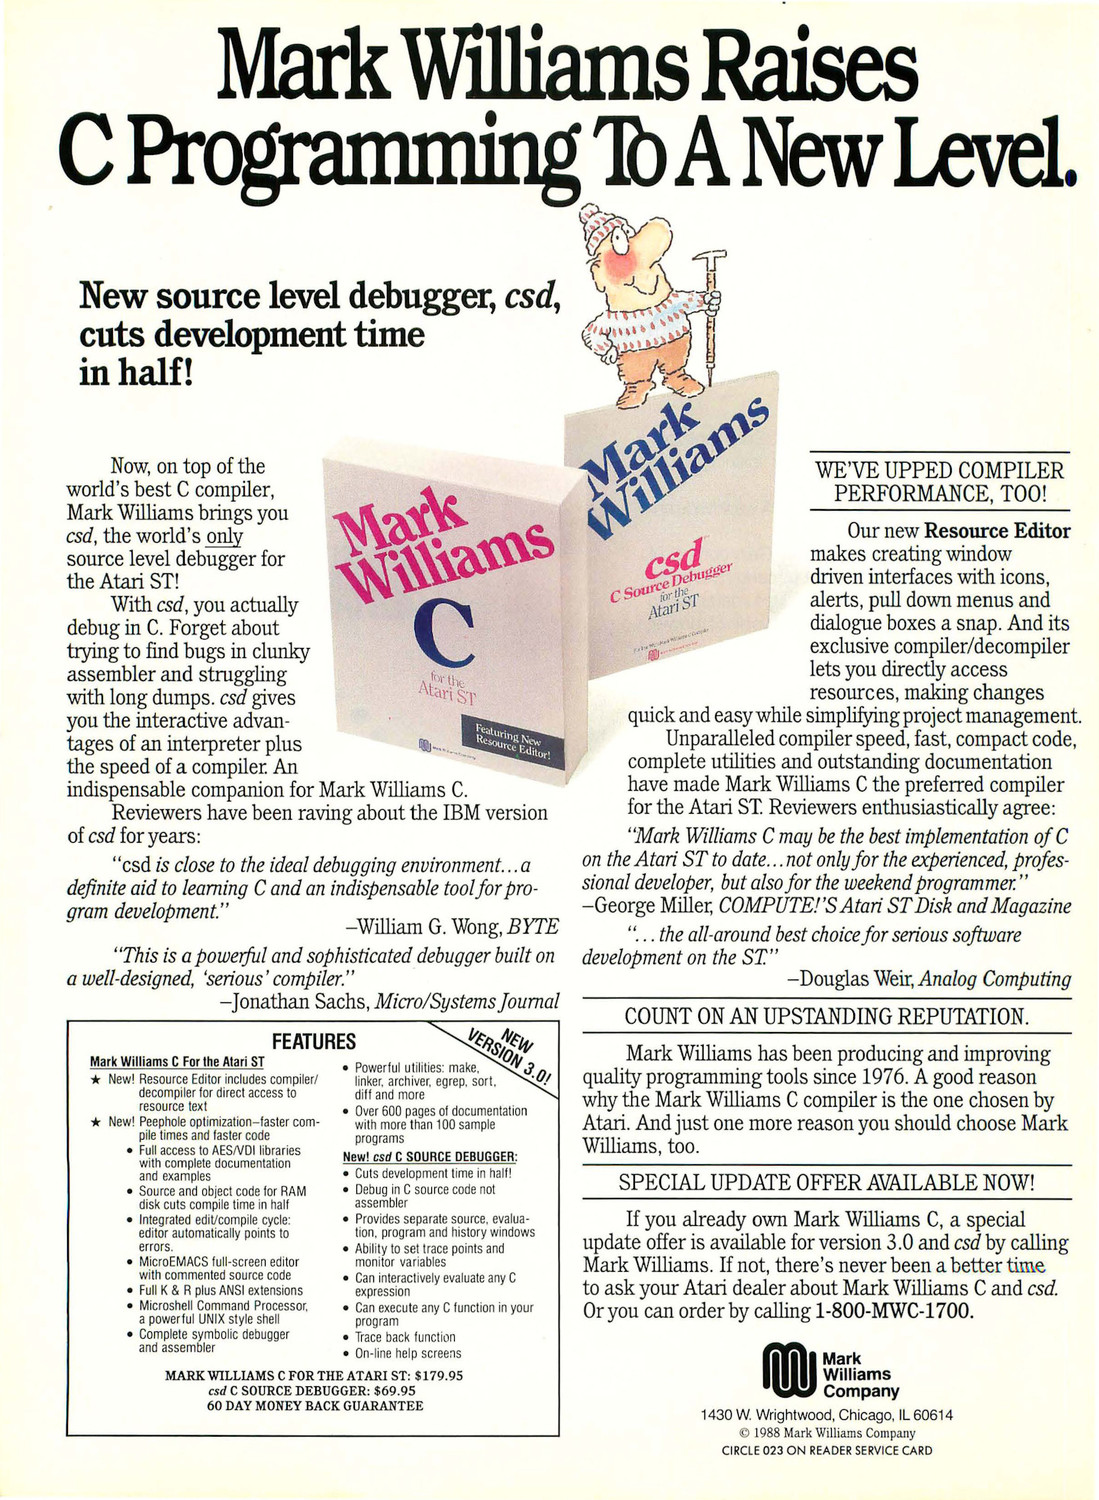 Mark Williams Raises
C Programming To A New Level.
New source level debugger, csd,
cuts development time
in half!
Now, on top of the
world's best C compiler,
Mark Williams brings you
csd, the world's only
source level debugger for
the Atari ST!
With csd, you actually
debug in C. Forget about
trying to find bugs in clunky
assembler and struggling
with long dumps. csd gives
you the interactive advan-
tages of an interpreter plus
the speed of a compiler. An
indispensable companion for Mark Williams C.
Reviewers have been raving about the IBM version
of csd for years:
"csd is close to the ideal debugging environment...a
definite aid to learning C and an indispensable tool for pro-
gram development."
–William G. Wong, BYTE
"This is a powerful and sophisticated debugger built on
a well-designed, 'serious' compiler."
–Jonathan Sachs, Micro/Systems Journal
Mark
Williams
C
for the
Atari ST
Featuring New
Resource Editor!
Mark
Williams
csd
C Source Debugger
for the
Atari ST
WE'VE UPPED COMPILER
PERFORMANCE, TOO!
Our new Resource Editor
makes creating window
driven interfaces with icons,
alerts, pull down menus and
dialogue boxes a snap. And its
exclusive compiler/decompiler
lets you directly access
resources, making changes
quick and easy while simplifying project management.
Unparalleled compiler speed, fast, compact code,
complete utilities and outstanding documentation
have made Mark Williams C the preferred compiler
for the Atari ST. Reviewers enthusiastically agree:
"Mark Williams C may be the best implementation of C
on the Atari ST to date...not only for the experienced, profes-
sional developer, but also for the weekend programmer."
–George Miller, COMPUTE!'S Atari ST Disk and Magazine
"...the all-around best choice for serious software
development on the ST."
–Douglas Weir, Analog Computing
COUNT ON AN UPSTANDING REPUTATION.
Mark Williams has been producing and improving
quality programming tools since 1976. A good reason
why the Mark Williams C compiler is the one chosen by
Atari. And just one more reason you should choose Mark
Williams, too.
SPECIAL UPDATE OFFER AVAILABLE NOW!
If you already own Mark Williams C, a special
update offer is available for version 3.0 and csd by calling
Mark Williams. If not, there's never been a better time
to ask your Atari dealer about Mark Williams C and csd.
Or you can order by calling 1-800-MWC-1700.
FEATURES
NEW
VERSION 3.0!
Mark Williams C For the Atari ST
★ New! Resource Editor includes compiler/
decompiler for direct access to
resource text
★ New! Peephole optimization–faster com-
pile times and faster code
• Full access to AES/VDI libraries
with complete documentation
and examples
• Source and object code for RAM
disk cuts compile time in half
• Integrated edit/compile cycle:
editor automatically points to
errors.
• MicroEMACS full-screen editor
with commented source code
• Full K & R plus ANSI extensions
• Microshell Command Processor,
a powerful UNIX style shell
• Complete symbolic debugger
and assembler
• Powerful utilities: make,
linker, archiver, egrep, sort,
diff and more
• Over 600 pages of documentation
with more than 100 sample
programs
New! csd C SOURCE DEBUGGER:
• Cuts development time in half!
• Debug in C source code not
assembler
• Provides separate source, evalua-
tion, program and history windows
• Ability to set trace points and
monitor variables
• Can interactively evaluate any C
expression
• Can execute any C function in your
program
• Trace back function
• On-line help screens
MARK WILLIAMS C FOR THE ATARI ST: $179.95
csd C SOURCE DEBUGGER: $69.95
60 DAY MONEY BACK GUARANTEE
Mark
Williams
Company
1430 W. Wrightwood, Chicago, IL 60614
© 1988 Mark Williams Company
CIRCLE 023 ON READER SERVICE CARD